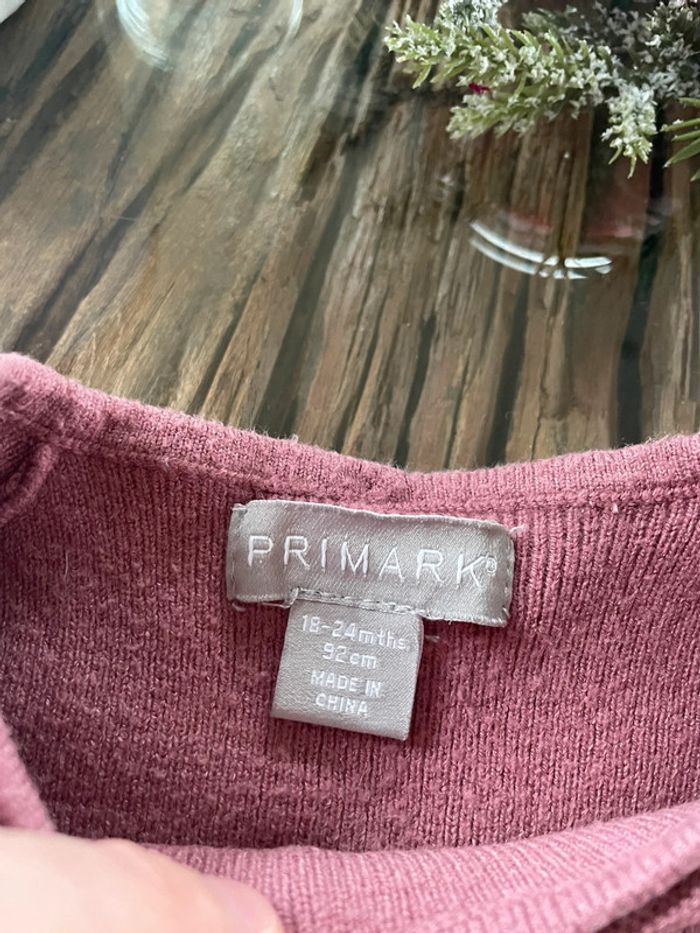 PRIMARK®
18-24mths
92cm
MADE IN
CHINA